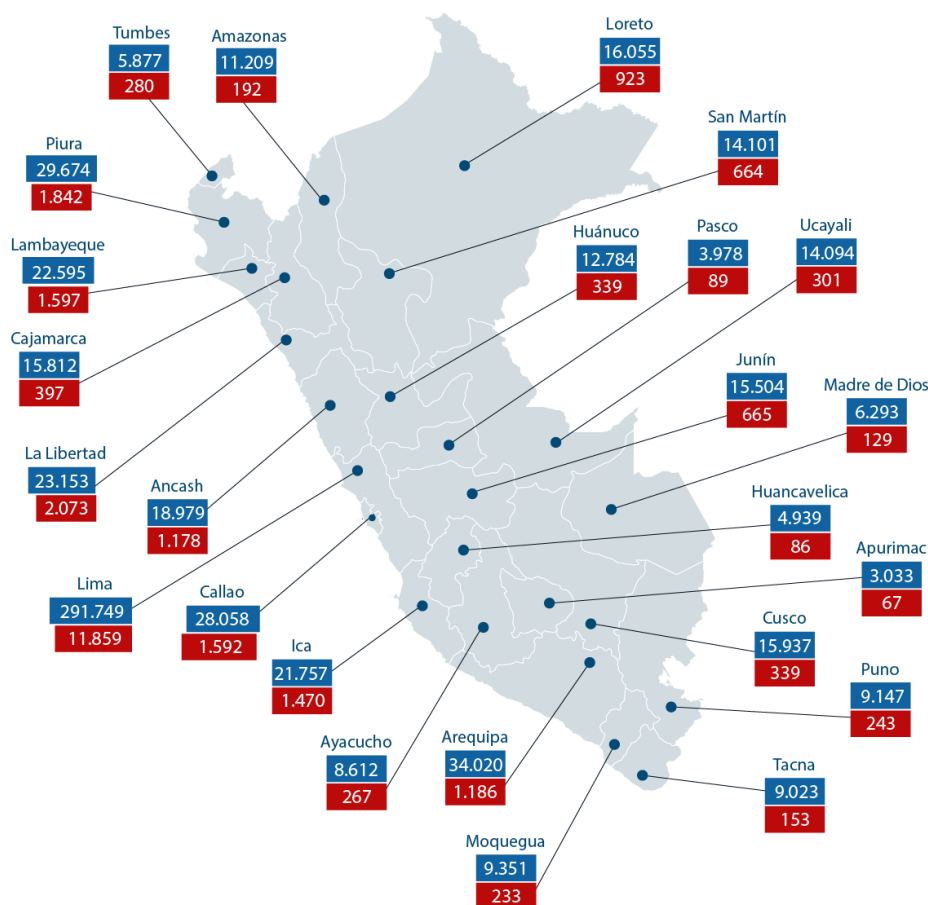 Tumbes
5.877
280
Amazonas
11.209
192
Loreto
16.055
923
San Martín
14.101
664
Piura
29.674
1.842
Lambayeque
22.595
1.597
Huánuco
12.784
339
Pasco
3.978
89
Ucayali
14.094
301
Cajamarca
15.812
397
Junín
15.504
665
Madre de Dios
6.293
129
La Libertad
23.153
2.073
Ancash
18.979
1.178
Huancavelica
4.939
86
Apurimac
3.033
67
Lima
291.749
11.859
Callao
28.058
1.592
Ica
21.757
1.470
Cusco
15.937
339
Puno
9.147
243
Ayacucho
8.612
267
Arequipa
34.020
1.186
Tacna
9.023
153
Moquegua
9.351
233